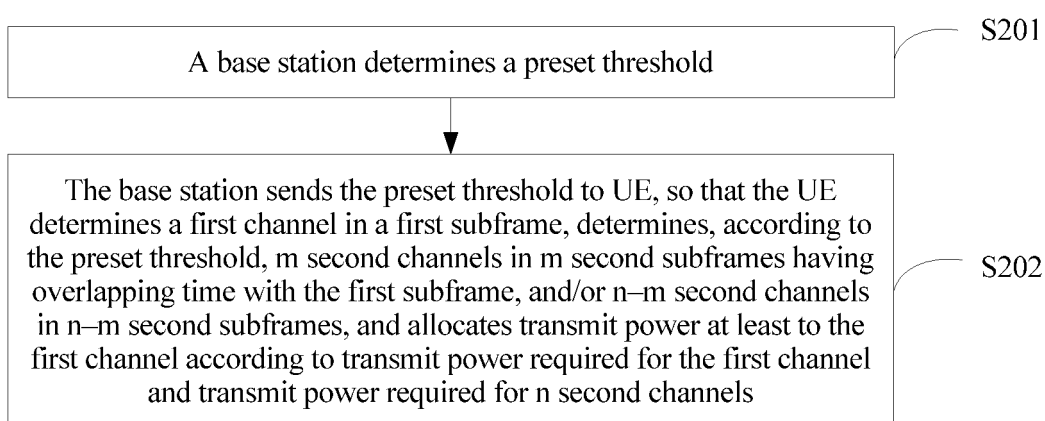 S201
A base station determines a preset threshold
The base station sends the preset threshold to UE, so that the UE
determines a first channel in a first subframe, determines, according to
the preset threshold, m second channels in m second subframes having
overlapping time with the first subframe, and/or n–m second channels
in n–m second subframes, and allocates transmit power at least to the
first channel according to transmit power required for the first channel
and transmit power required for n second channels
S202